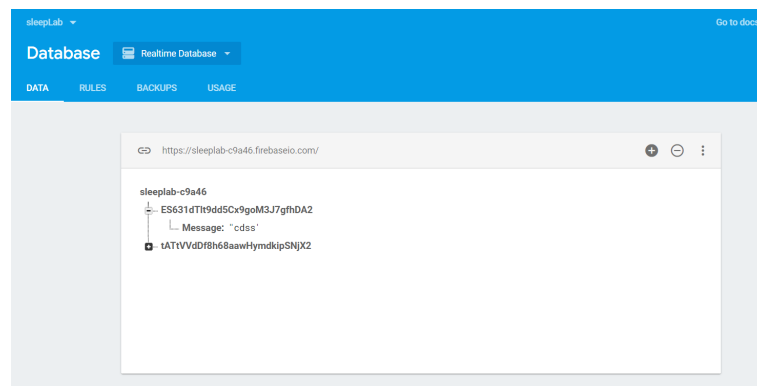 sleepLab
Go to docs
Database Realtime Database
DATA RULES BACKUPS USAGE
https://sleeplab-c9a46.firebaseio.com/
sleeplab-c9a46
ES631dTlt9dd5Cx9goM3J7gfhDA2
Message: "cdss"
tATtVVdDf8h68aawHymdkipSNjX2